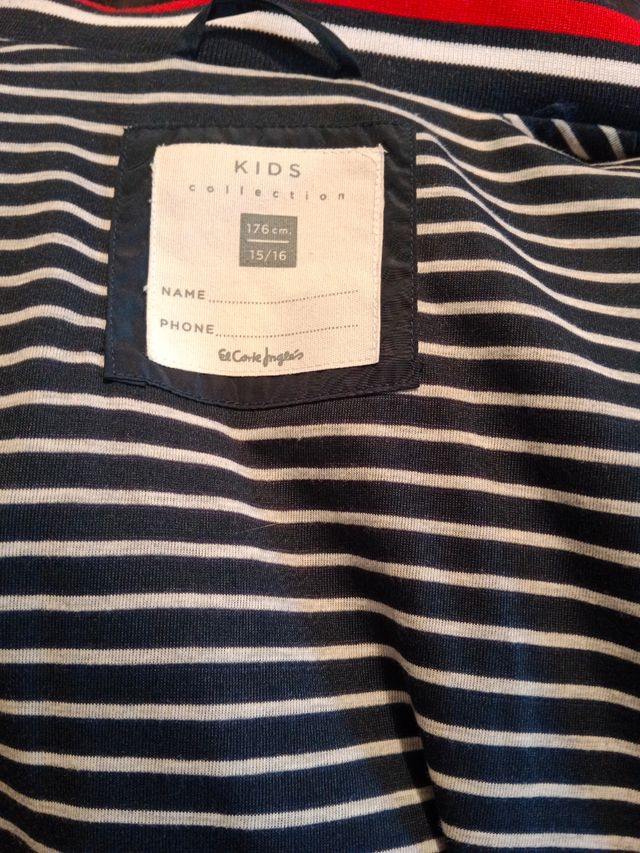 KIDS
collection
176 cm.
15/16
NAME..............................
PHONE..............................
El Corte Inglés